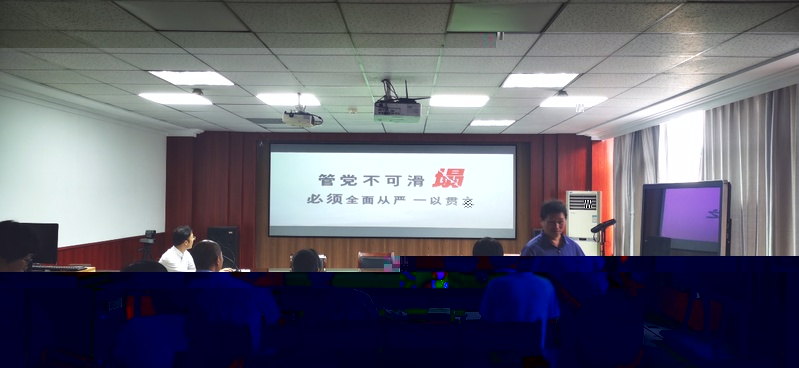 管党不可滑
必须全面从严 一以贯